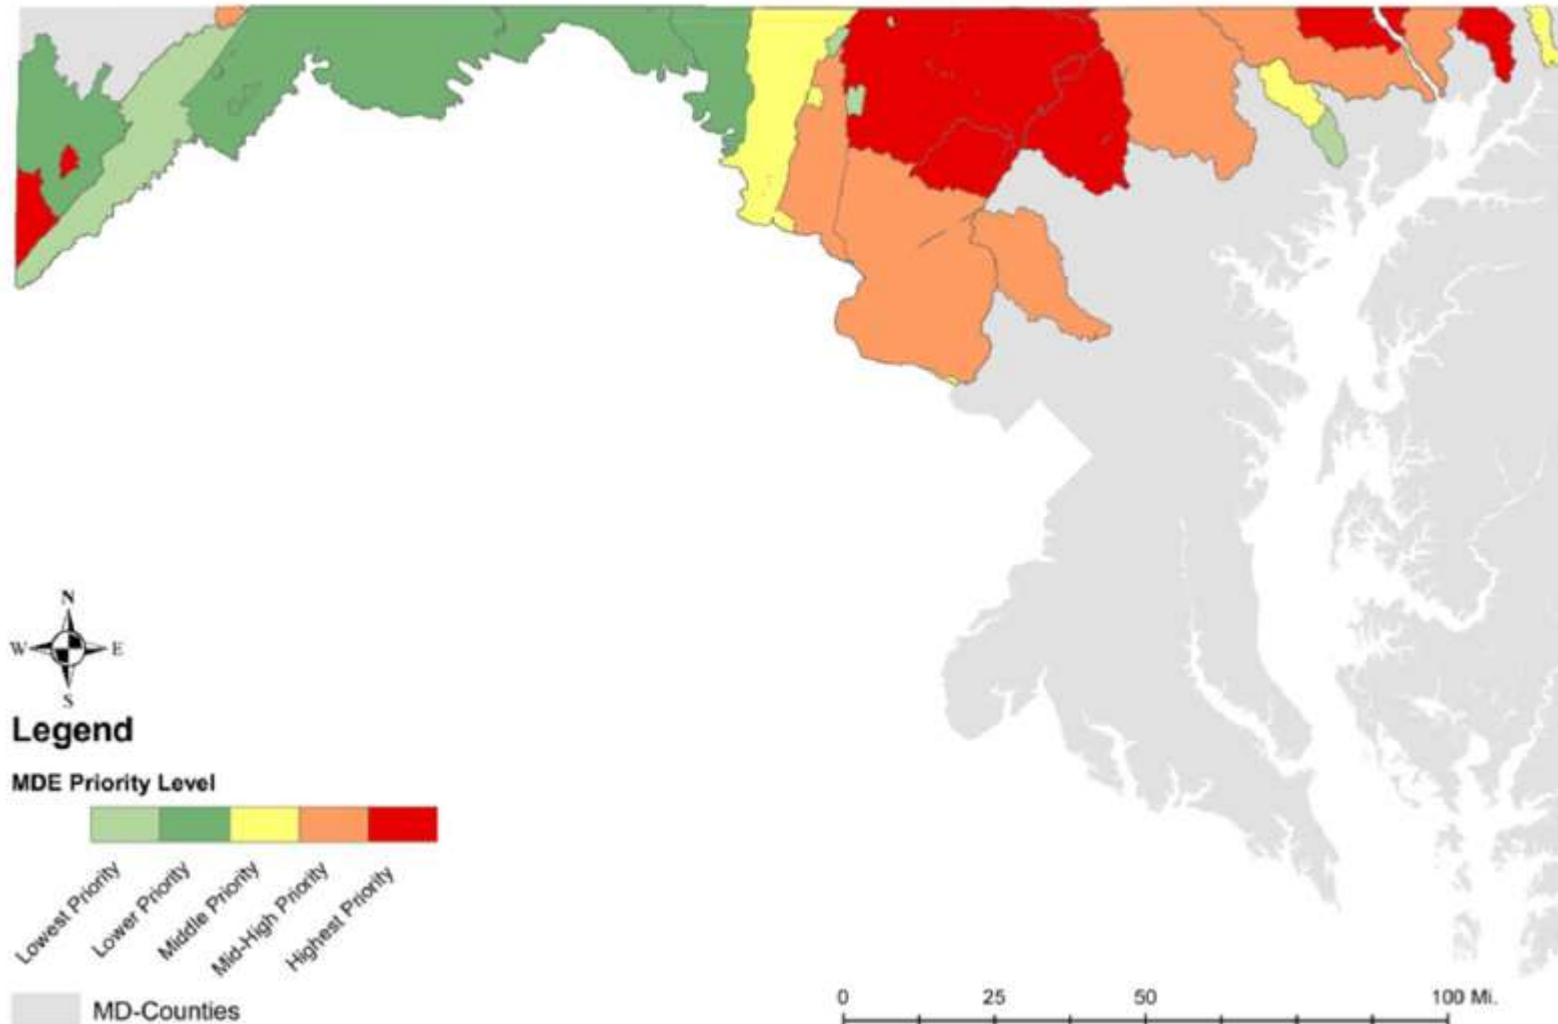 N
W E
S
Legend
MDE Priority Level
Lowest Priority
Lower Priority
Middle Priority
Mid-High Priority
Highest Priority
MD-Counties
0 25 50 100 Mi.